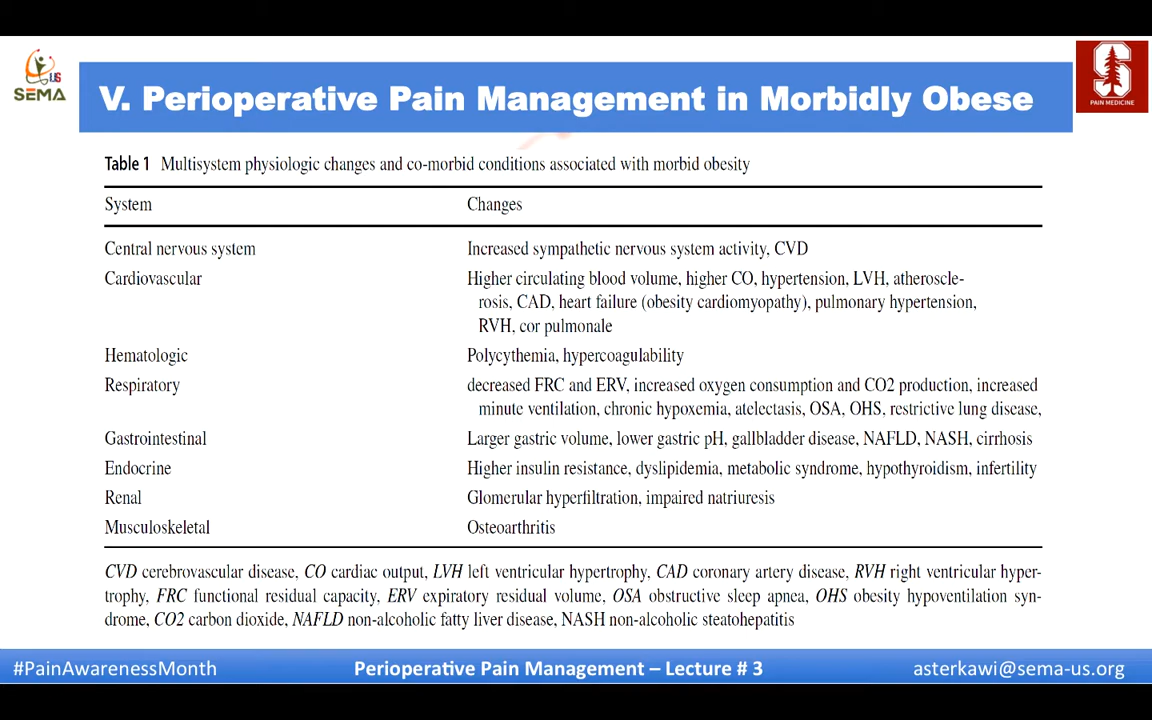 US
SEMA
V. Perioperative Pain Management in Morbidly Obese
S
PAIN MEDICINE
Table 1 Multisystem physiologic changes and co-morbid conditions associated with morbid obesity
System Changes
Central nervous system Increased sympathetic nervous system activity, CVD
Cardiovascular Higher circulating blood volume, higher CO, hypertension, LVH, atheroscle-
rosis, CAD, heart failure (obesity cardiomyopathy), pulmonary hypertension,
RVH, cor pulmonale
Hematologic Polycythemia, hypercoagulability
Respiratory decreased FRC and ERV, increased oxygen consumption and CO2 production, increased
minute ventilation, chronic hypoxemia, atelectasis, OSA, OHS, restrictive lung disease,
Gastrointestinal Larger gastric volume, lower gastric pH, gallbladder disease, NAFLD, NASH, cirrhosis
Endocrine Higher insulin resistance, dyslipidemia, metabolic syndrome, hypothyroidism, infertility
Renal Glomerular hyperfiltration, impaired natriuresis
Musculoskeletal Osteoarthritis
CVD cerebrovascular disease, CO cardiac output, LVH left ventricular hypertrophy, CAD coronary artery disease, RVH right ventricular hyper-
trophy, FRC functional residual capacity, ERV expiratory residual volume, OSA obstructive sleep apnea, OHS obesity hypoventilation syn-
drome, CO2 carbon dioxide, NAFLD non-alcoholic fatty liver disease, NASH non-alcoholic steatohepatitis
#PainAwarenessMonth
Perioperative Pain Management – Lecture # 3
asterkawi@sema-us.org